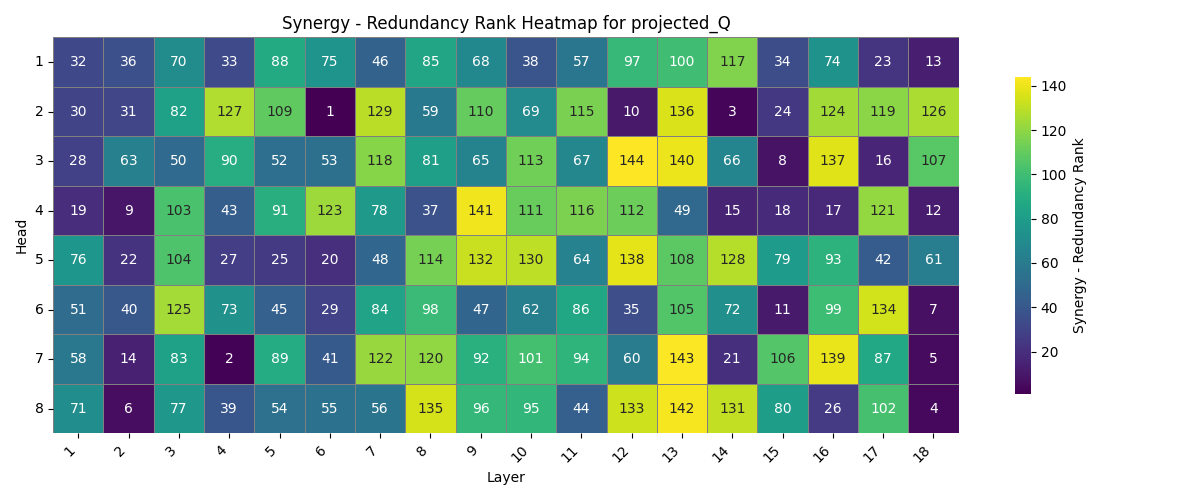 Synergy - Redundancy Rank Heatmap for projected_Q
1 32 36 70 33 88 75 46 85 68 38 57 97 100 117 34 74 23 13
2 30 31 82 127 109 1 129 59 110 69 115 10 136 3 24 124 119 126
3 28 63 50 90 52 53 118 81 65 113 67 144 140 66 8 137 16 107
4 19 9 103 43 91 123 78 37 141 111 116 112 49 15 18 17 121 12
5 76 22 104 27 25 20 48 114 132 130 64 138 108 128 79 93 42 61
6 51 40 125 73 45 29 84 98 47 62 86 35 105 72 11 99 134 7
7 58 14 83 2 89 41 122 120 92 101 94 60 143 21 106 139 87 5
8 71 6 77 39 54 55 56 135 96 95 44 133 142 131 80 26 102 4
1 2 3 4 5 6 7 8 9 10 11 12 13 14 15 16 17 18
Layer
Head
140
120
100
80
60
40
20
Synergy - Redundancy Rank